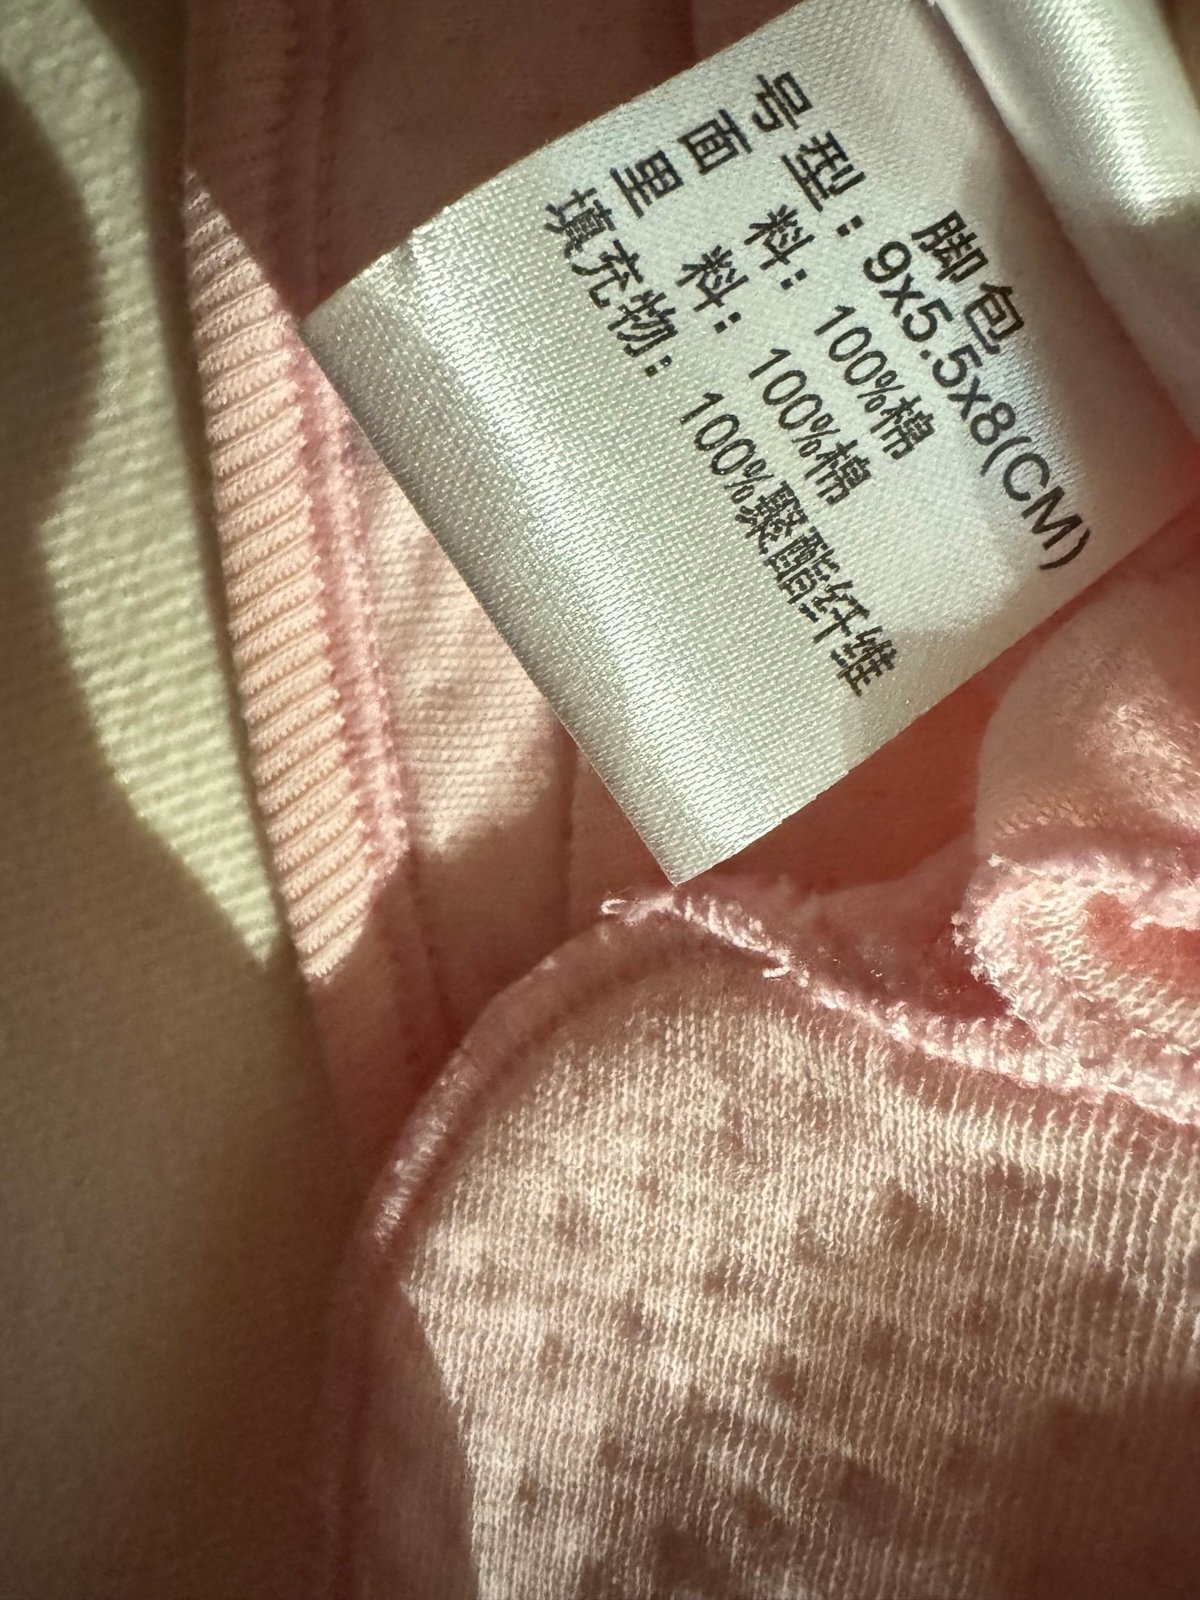 脚包
号型：9x5.5x8(CM)
面料：100%棉
里料：100%棉
填充物：100%聚酯纤维